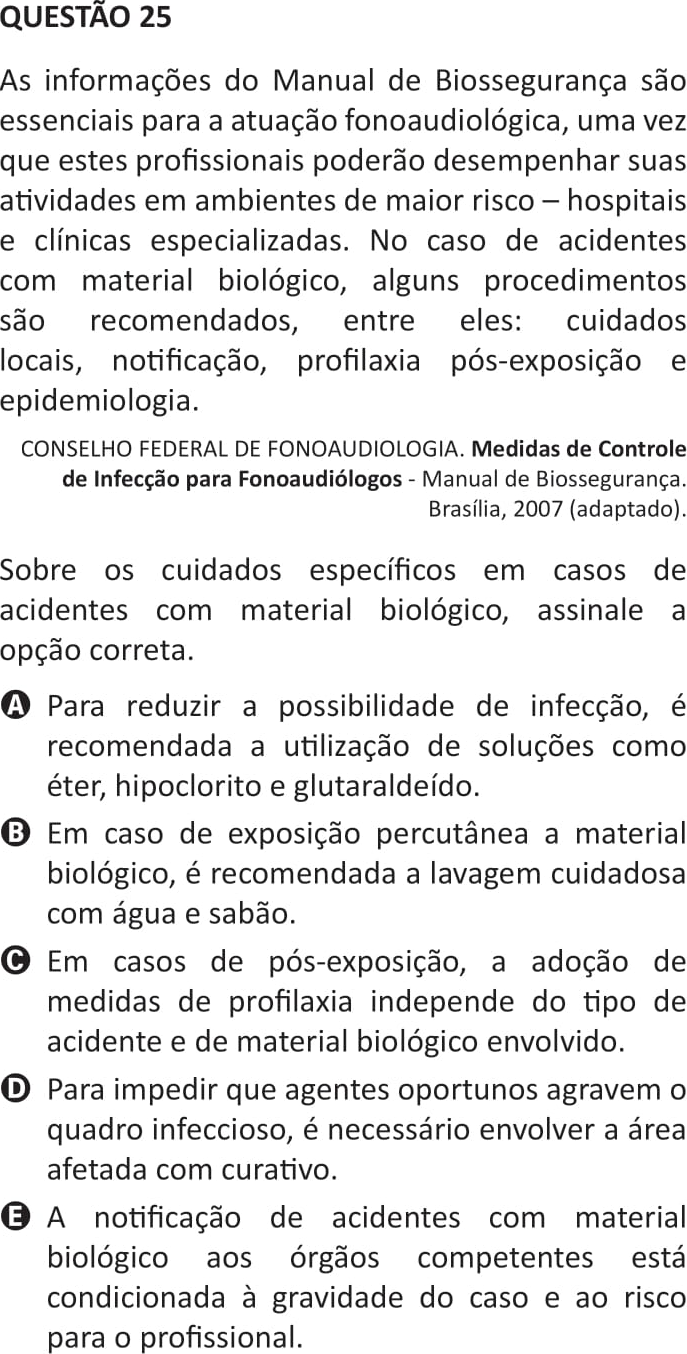 QUESTÃO 25
As informações do Manual de Biossegurança são
essenciais para a atuação fonoaudiológica, uma vez
que estes profissionais poderão desempenhar suas
atividades em ambientes de maior risco – hospitais
e clínicas especializadas. No caso de acidentes
com material biológico, alguns procedimentos
são recomendados, entre eles: cuidados
locais, notificação, profilaxia pós-exposição e
epidemiologia.
CONSELHO FEDERAL DE FONOAUDIOLOGIA. Medidas de Controle
de Infecção para Fonoaudiólogos - Manual de Biossegurança.
Brasília, 2007 (adaptado).
Sobre os cuidados específicos em casos de
acidentes com material biológico, assinale a
opção correta.
A Para reduzir a possibilidade de infecção, é
recomendada a utilização de soluções como
éter, hipoclorito e glutaraldeído.
B Em caso de exposição percutânea a material
biológico, é recomendada a lavagem cuidadosa
com água e sabão.
C Em casos de pós-exposição, a adoção de
medidas de profilaxia independe do tipo de
acidente e de material biológico envolvido.
D Para impedir que agentes oportunos agravem o
quadro infeccioso, é necessário envolver a área
afetada com curativo.
E A notificação de acidentes com material
biológico aos órgãos competentes está
condicionada à gravidade do caso e ao risco
para o profissional.